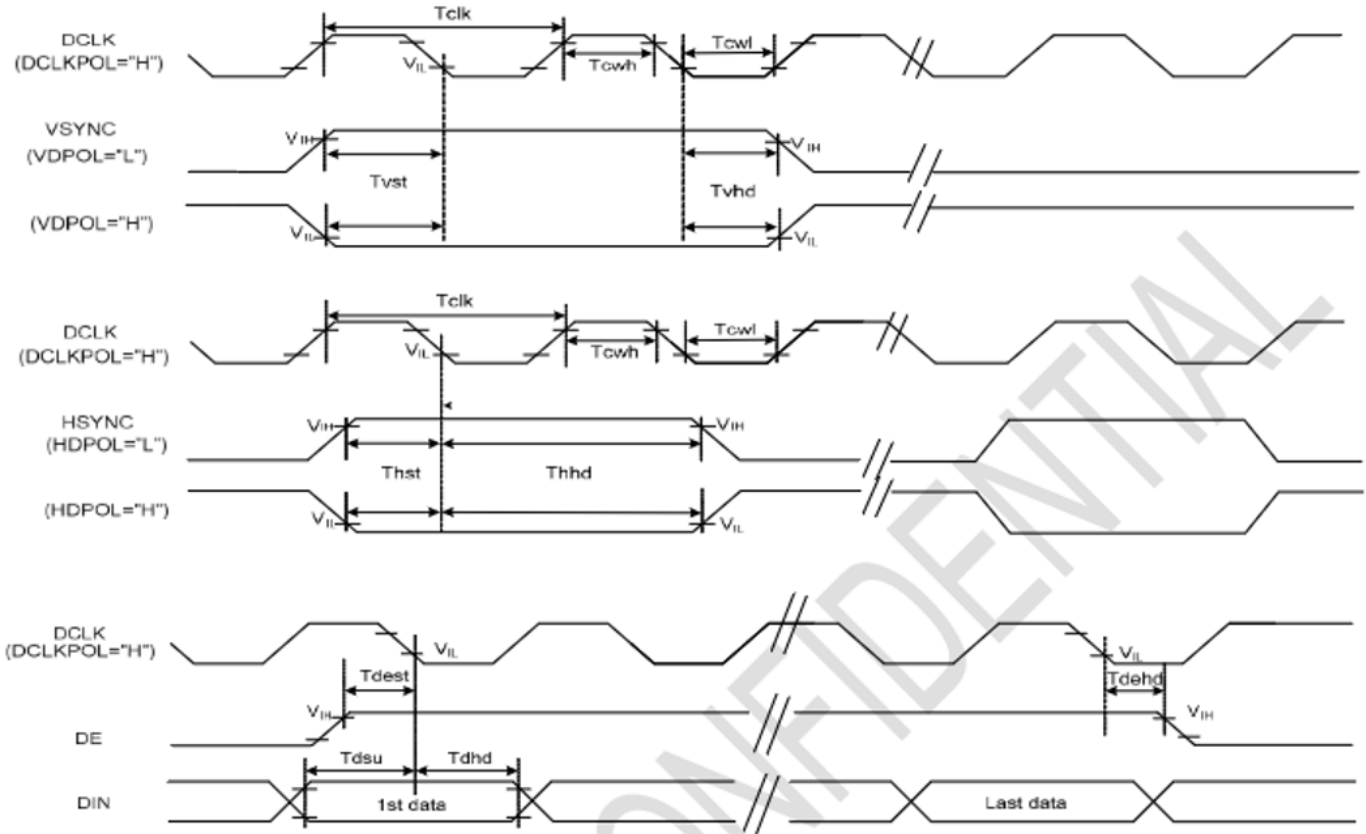 Tclk
DCLK
(DCLKPOL="H")
VIL
Tcwh
Tcwl
VSYNC
(VDPOL="L")
VIH
VIH
Tvst
Tvhd
(VDPOL="H")
VIL
VIL
Tclk
DCLK
(DCLKPOL="H")
VIL
Tcwh
Tcwl
HSYNC
(HDPOL="L")
VIH
VIH
Thst
Thhd
(HDPOL="H")
VIL
VIL
DCLK
(DCLKPOL="H")
VIL
VIL
Tdest
Tdehd
VIH
VIH
DE
Tdsu
Tdhd
DIN
1st data
Last data
ONFIDENTIAL